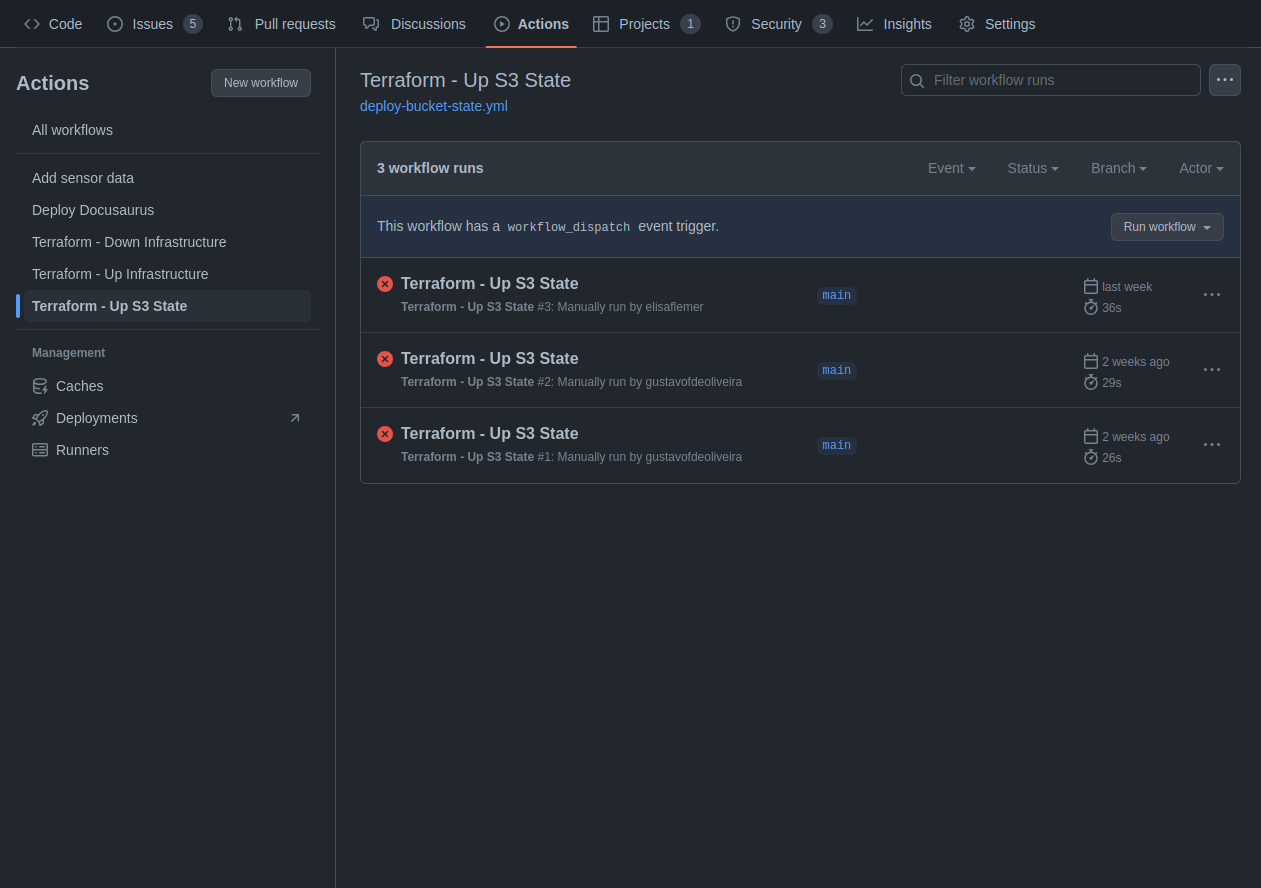 Code Issues 5 Pull requests Discussions Actions Projects 1 Security 3 Insights Settings
Actions
New workflow
All workflows
Add sensor data
Deploy Docusaurus
Terraform - Down Infrastructure
Terraform - Up Infrastructure
Terraform - Up S3 State
Management
Caches
Deployments
Runners
Terraform - Up S3 State
deploy-bucket-state.yml
Filter workflow runs
3 workflow runs
Event Status Branch Actor
This workflow has a workflow_dispatch event trigger.
Run workflow
Terraform - Up S3 State
Terraform - Up S3 State #3: Manually run by elisaflemer
main
last week
36s
Terraform - Up S3 State
Terraform - Up S3 State #2: Manually run by gustavofdeoliveira
main
2 weeks ago
29s
Terraform - Up S3 State
Terraform - Up S3 State #1: Manually run by gustavofdeoliveira
main
2 weeks ago
26s